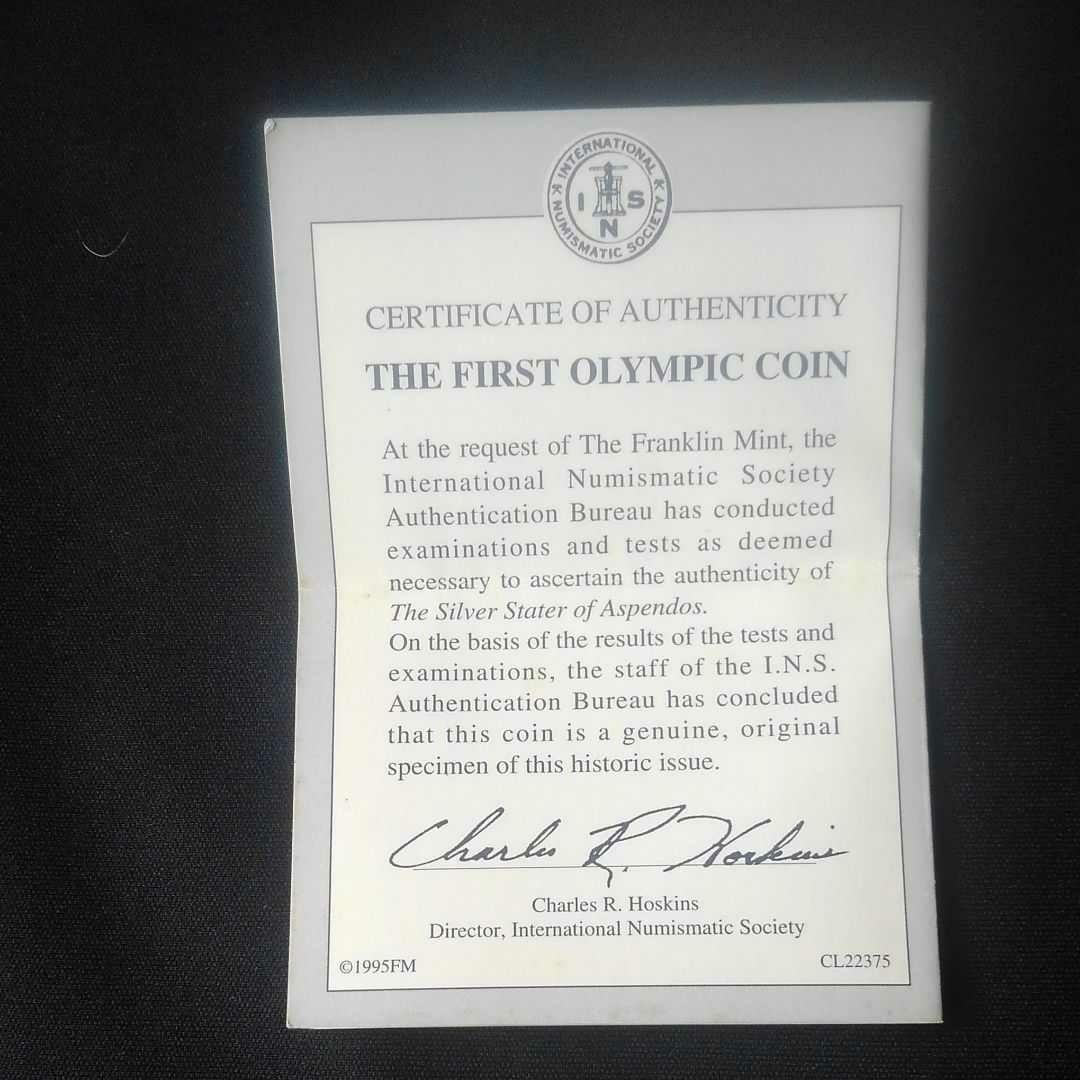 INTERNATIONAL
NUMISMATIC SOCIETY
I N S
CERTIFICATE OF AUTHENTICITY
THE FIRST OLYMPIC COIN
At the request of The Franklin Mint, the
International Numismatic Society
Authentication Bureau has conducted
examinations and tests as deemed
necessary to ascertain the authenticity of
The Silver Stater of Aspendos.
On the basis of the results of the tests and
examinations, the staff of the I.N.S.
Authentication Bureau has concluded
that this coin is a genuine, original
specimen of this historic issue.
Charles R. Hoskins
Charles R. Hoskins
Director, International Numismatic Society
©1995FM
CL22375